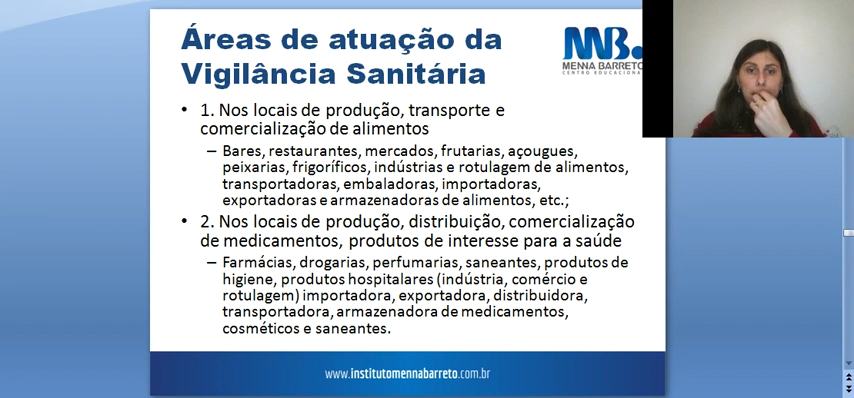 Áreas de atuação da
Vigilância Sanitária
MB.
MENNA BARRETO
CENTRO EDUCACIONAL
• 1. Nos locais de produção, transporte e
comercialização de alimentos
– Bares, restaurantes, mercados, frutarias, açougues,
peixarias, frigoríficos, indústrias e rotulagem de alimentos,
transportadoras, embaladoras, importadoras,
exportadoras e armazenadoras de alimentos, etc.;
• 2. Nos locais de produção, distribuição, comercialização
de medicamentos, produtos de interesse para a saúde
– Farmácias, drogarias, perfumarias, saneantes, produtos de
higiene, produtos hospitalares (indústria, comércio e
rotulagem) importadora, exportadora, distribuidora,
transportadora, armazenadora de medicamentos,
cosméticos e saneantes.
www.institutomennabarreto.com.br